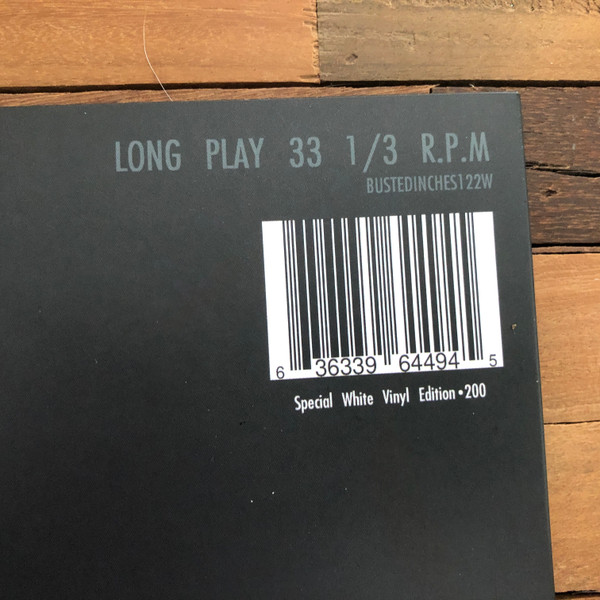 LONG PLAY 33 1/3 R.P.M
BUSTEDINCHES122W
6 36339 64494 5
Special White Vinyl Edition•200